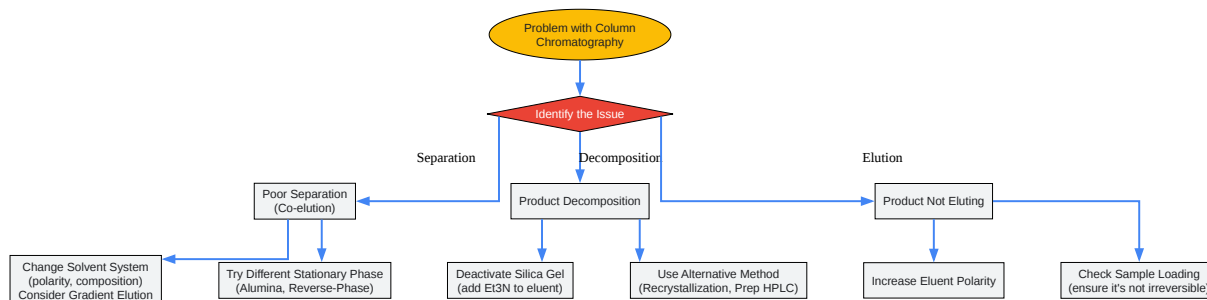 Problem with Column
Chromatography
Identify the Issue
Separation
Decomposition
Elution
Poor Separation
(Co-elution)
Product Decomposition
Product Not Eluting
Change Solvent System
(polarity, composition)
Consider Gradient Elution
Try Different Stationary Phase
(Alumina, Reverse-Phase)
Deactivate Silica Gel
(add Et3N to eluent)
Use Alternative Method
(Recrystallization, Prep HPLC)
Increase Eluent Polarity
Check Sample Loading
(ensure it's not irreversible)